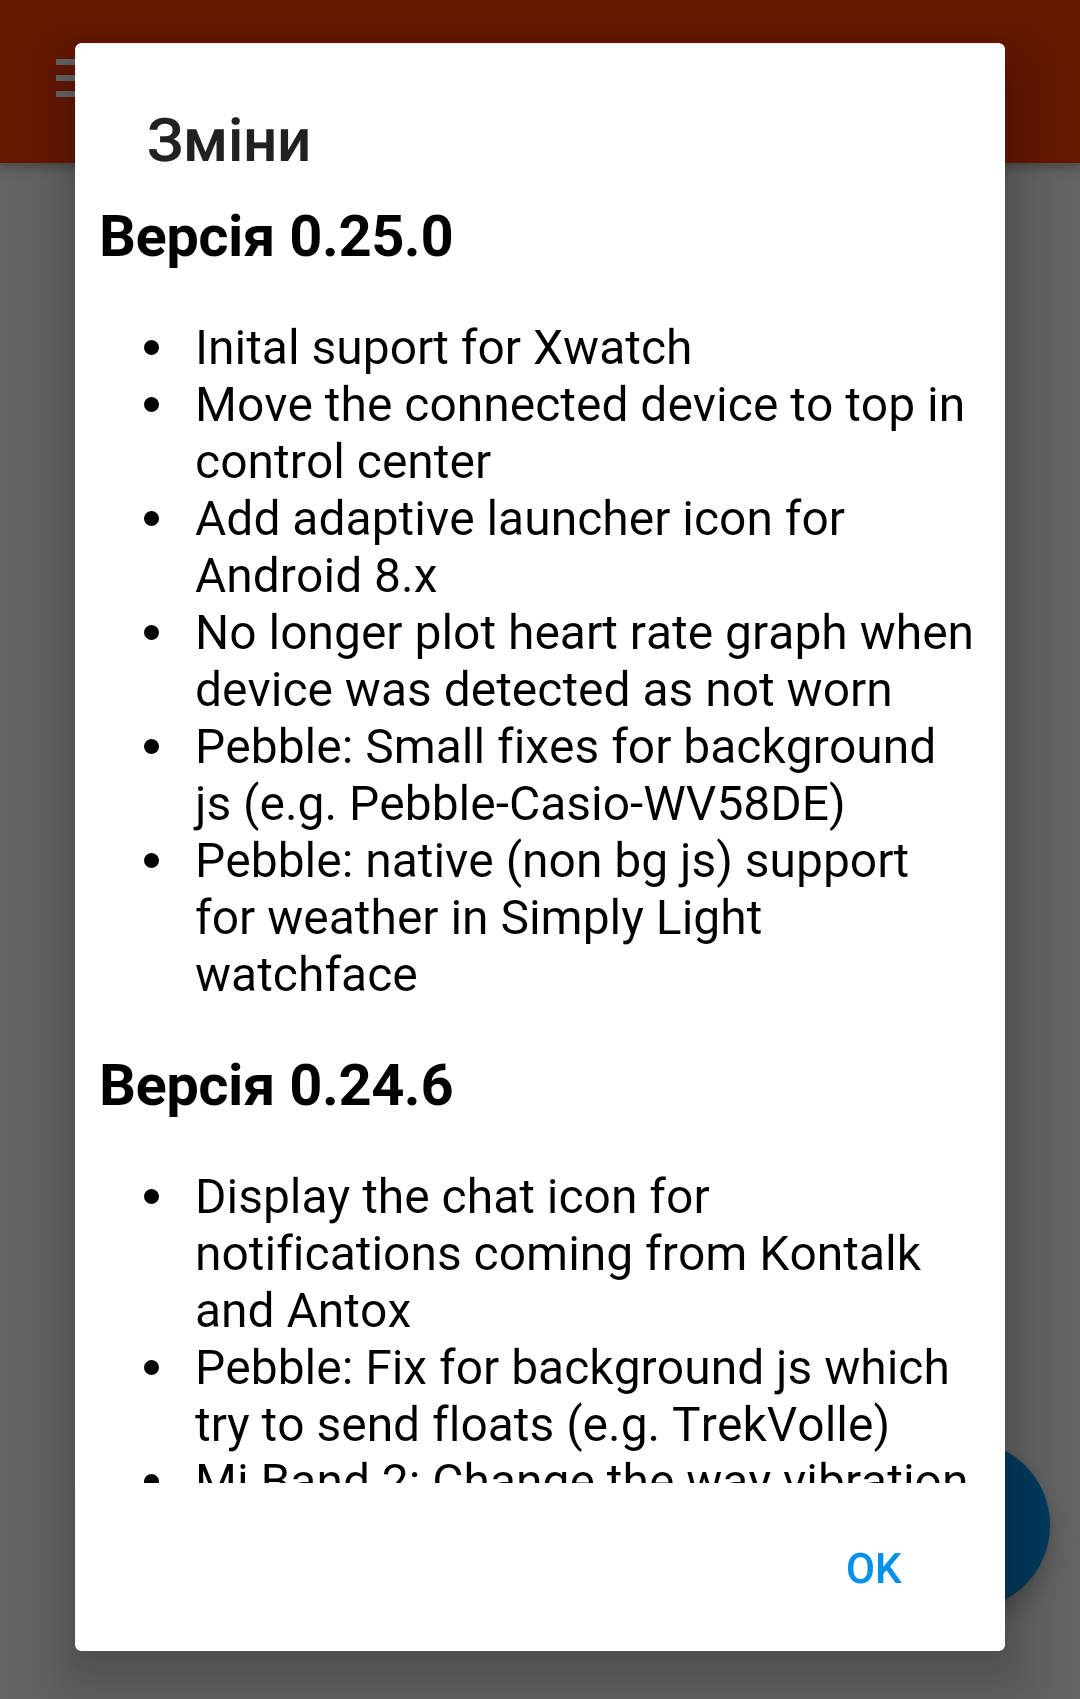 Зміни
Версія 0.25.0
• Inital suport for Xwatch
• Move the connected device to top in
control center
• Add adaptive launcher icon for
Android 8.x
• No longer plot heart rate graph when
device was detected as not worn
• Pebble: Small fixes for background
js (e.g. Pebble-Casio-WV58DE)
• Pebble: native (non bg js) support
for weather in Simply Light
watchface
Версія 0.24.6
• Display the chat icon for
notifications coming from Kontalk
and Antox
• Pebble: Fix for background js which
try to send floats (e.g. TrekVolle)
• Mi Band 2: Change the way vibration
OK